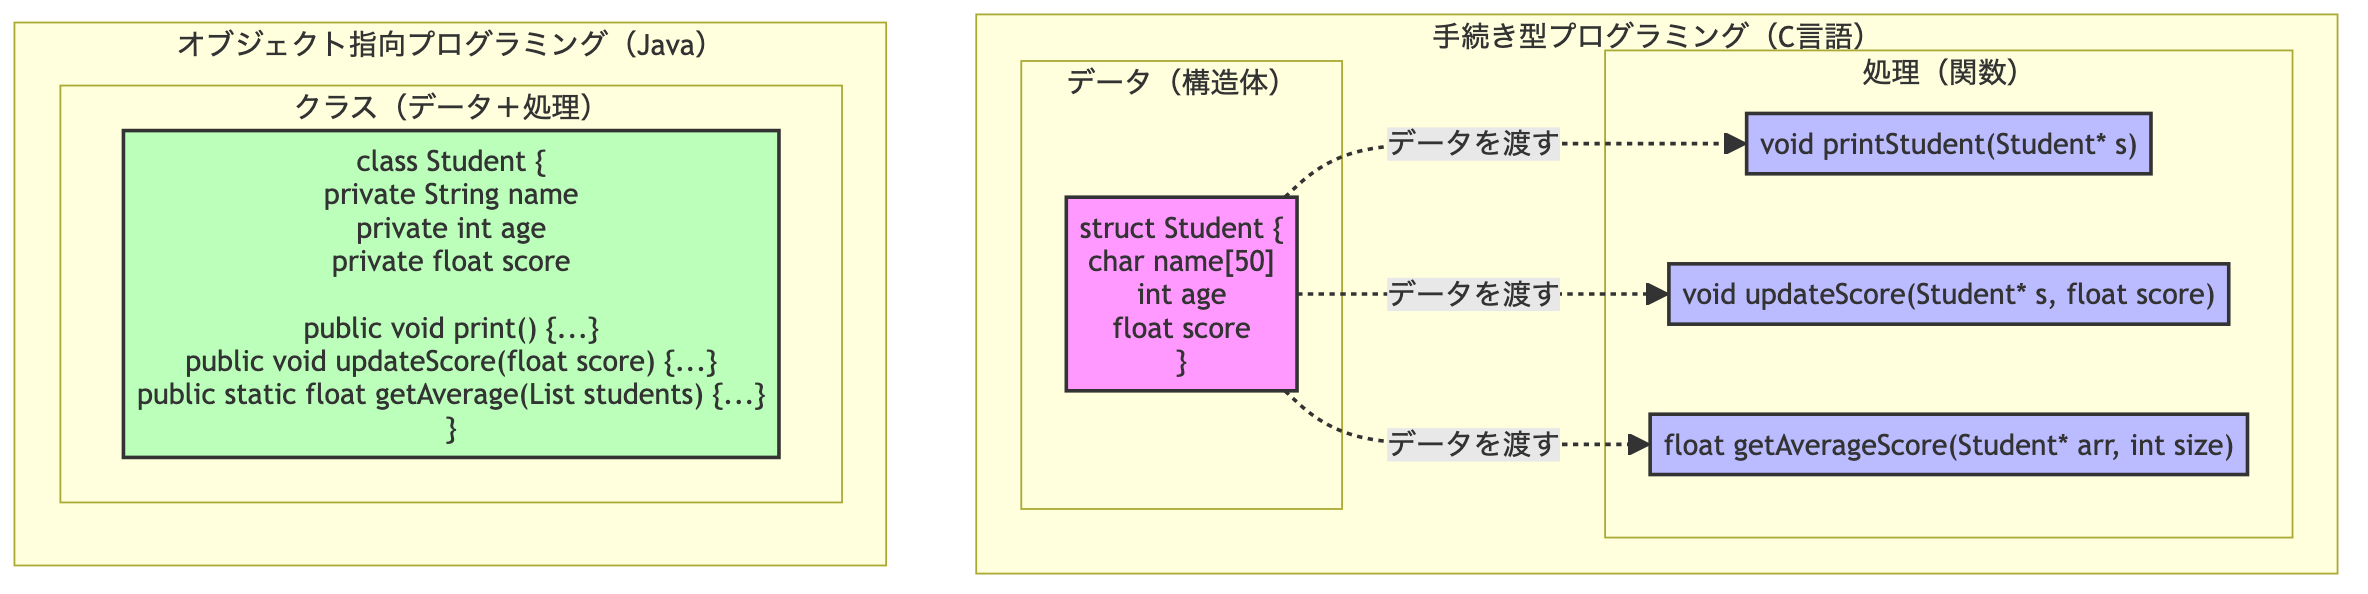 オブジェクト指向プログラミング（Java）
クラス（データ＋処理）
class Student {
private String name
private int age
private float score
public void print() {...}
public void updateScore(float score) {...}
public static float getAverage(List students) {...}
}
手続き型プログラミング（C言語）
データ（構造体）
struct Student {
char name[50]
int age
float score
}
データを渡す
データを渡す
データを渡す
処理（関数）
void printStudent(Student* s)
void updateScore(Student* s, float score)
float getAverageScore(Student* arr, int size)